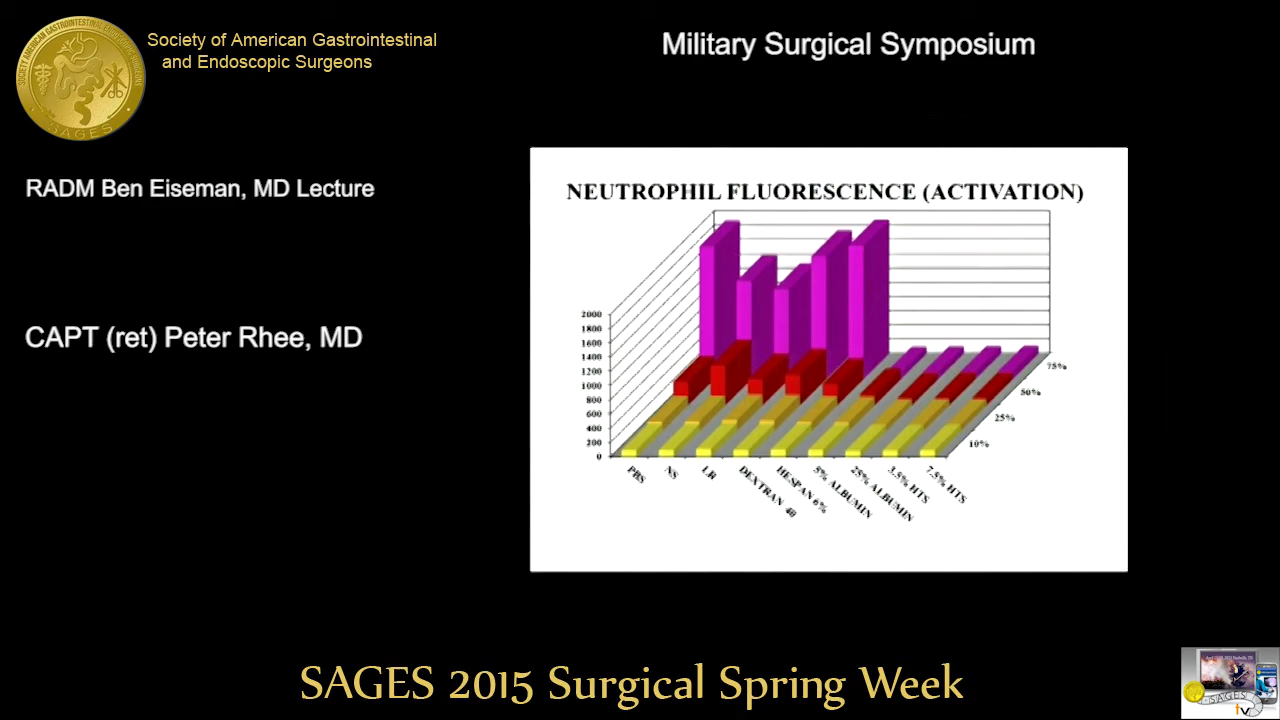 Society of American Gastrointestinal
and Endoscopic Surgeons
Military Surgical Symposium
SAGES
RADM Ben Eiseman, MD Lecture
CAPT (ret) Peter Rhee, MD
NEUTROPHIL FLUORESCENCE (ACTIVATION)
2000
1800
1600
1400
1200
1000
800
600
400
200
0
75%
50%
25%
10%
PBS
NS
LR
DEXTRAN 40
HESPAN 6%
5% ALBUMIN
25% ALBUMIN
3.5% HTS
7.5% HTS
SAGES 2015 Surgical Spring Week
SAGES
tv